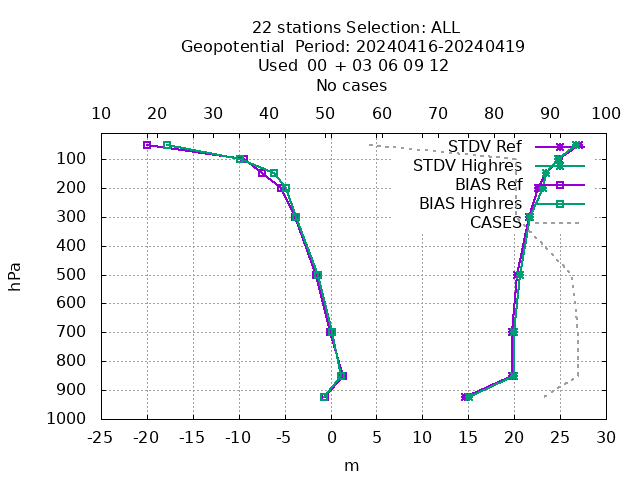 22 stations Selection: ALL
Geopotential  Period: 20240416-20240419
Used  00 + 03 06 09 12
No cases
10 20 30 40 50 60 70 80 90 100
STDV Ref
STDV Highres
BIAS Ref
BIAS Highres
CASES
100
200
300
400
500
600
700
800
900
1000
hPa
-25 -20 -15 -10 -5 0 5 10 15 20 25 30
m